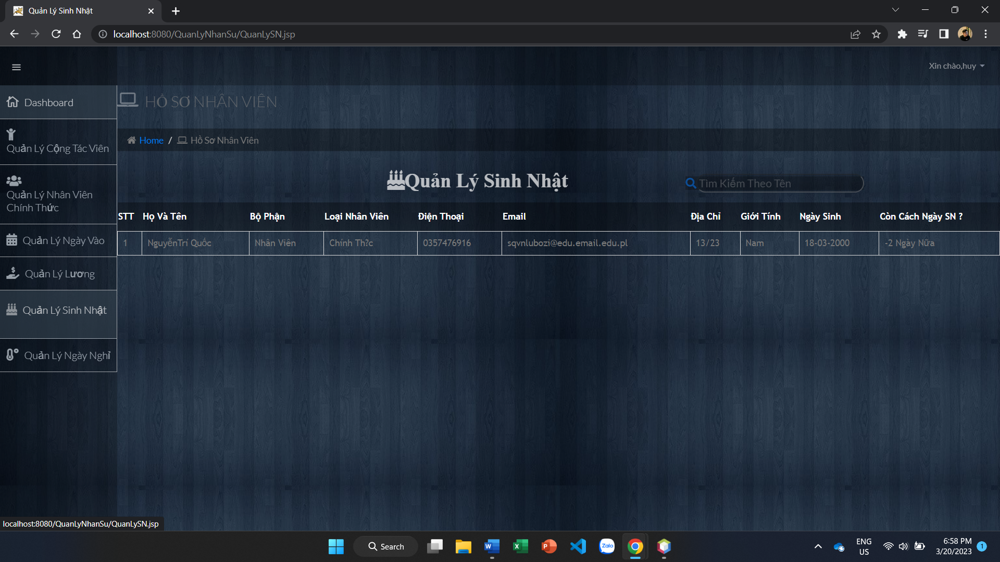 Quản Lý Sinh Nhật
localhost:8080/QuanLyNhanSu/QuanLySN.jsp
Xin chào,huy
Dashboard
HỒ SƠ NHÂN VIÊN
Quản Lý Cộng Tác Viên
Home / Hồ Sơ Nhân Viên
Quản Lý Nhân Viên
Chính Thức
Quản Lý Ngày Vào
Quản Lý Lương
Quản Lý Sinh Nhật
Quản Lý Ngày Nghỉ
Quản Lý Sinh Nhật
Tìm Kiếm Theo Tên
STT Họ Và Tên Bộ Phận Loại Nhân Viên Điện Thoại Email Địa Chỉ Giới Tính Ngày Sinh Còn Cách Ngày SN ?
1 NguyễnTrí Quốc Nhân Viên Chính Th?c 0357476916 sqvnlubozi@edu.email.edu.pl 13/23 Nam 18-03-2000 -2 Ngày Nữa
localhost:8080/QuanLyNhanSu/QuanLySN.jsp
Search
W
X
P
Zalo
ENG
US
6:58 PM
3/20/2023
1